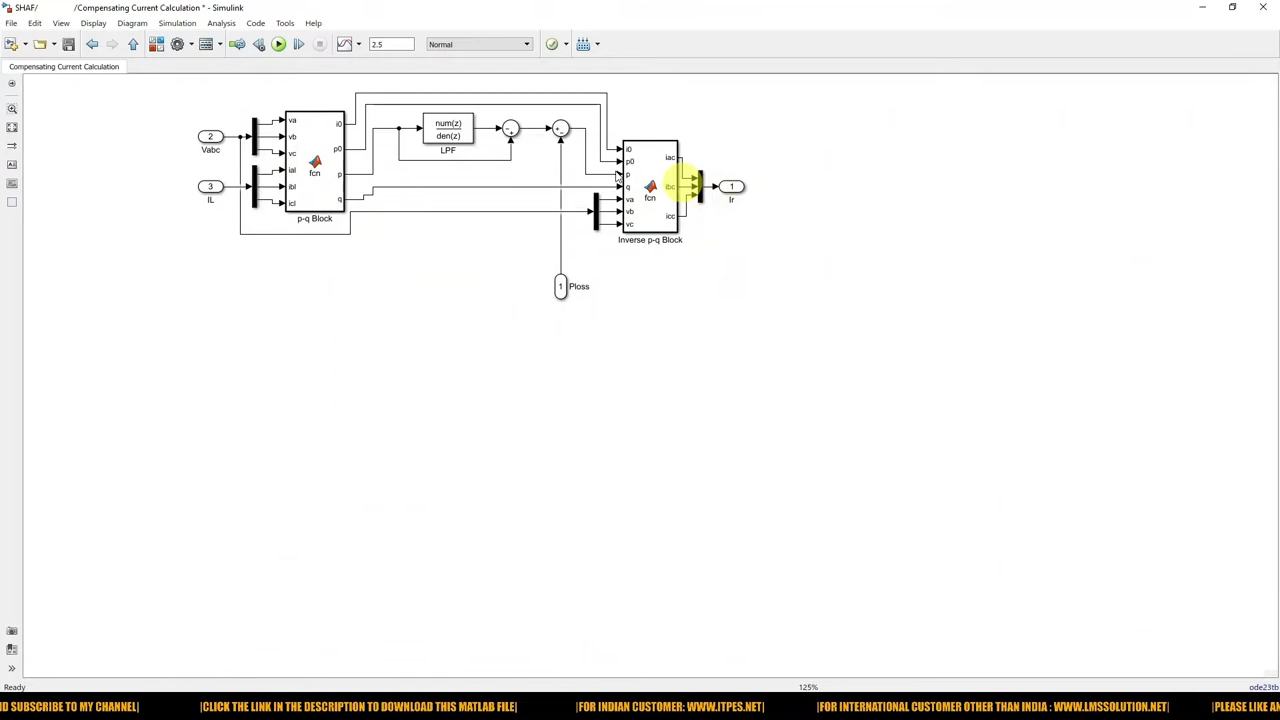 SHAF/ /Compensating Current Calculation * - Simulink
File Edit View Display Diagram Simulation Analysis Code Tools Help
2.5 Normal
Compensating Current Calculation
2
Vabc
3
IL
va
vb
vc
ial
ibl
icl
i0
p0
p
q
fcn
p-q Block
num(z)
den(z)
LPF
1 Ploss
i0
p0
p
q
va
vb
vc
iac
ibc
icc
fcn
Inverse p-q Block
1
Ir
Ready 125% ode23tb
ND SUBSCRIBE TO MY CHANNEL| |CLICK THE LINK IN THE DESCRIPTION TO DOWNLOAD THIS MATLAB FILE| |FOR INDIAN CUSTOMER: WWW.ITPES.NET| |FOR INTERNATIONAL CUSTOMER OTHER THAN INDIA : WWW.LMSSOLUTION.NET| |PLEASE LIKE AN